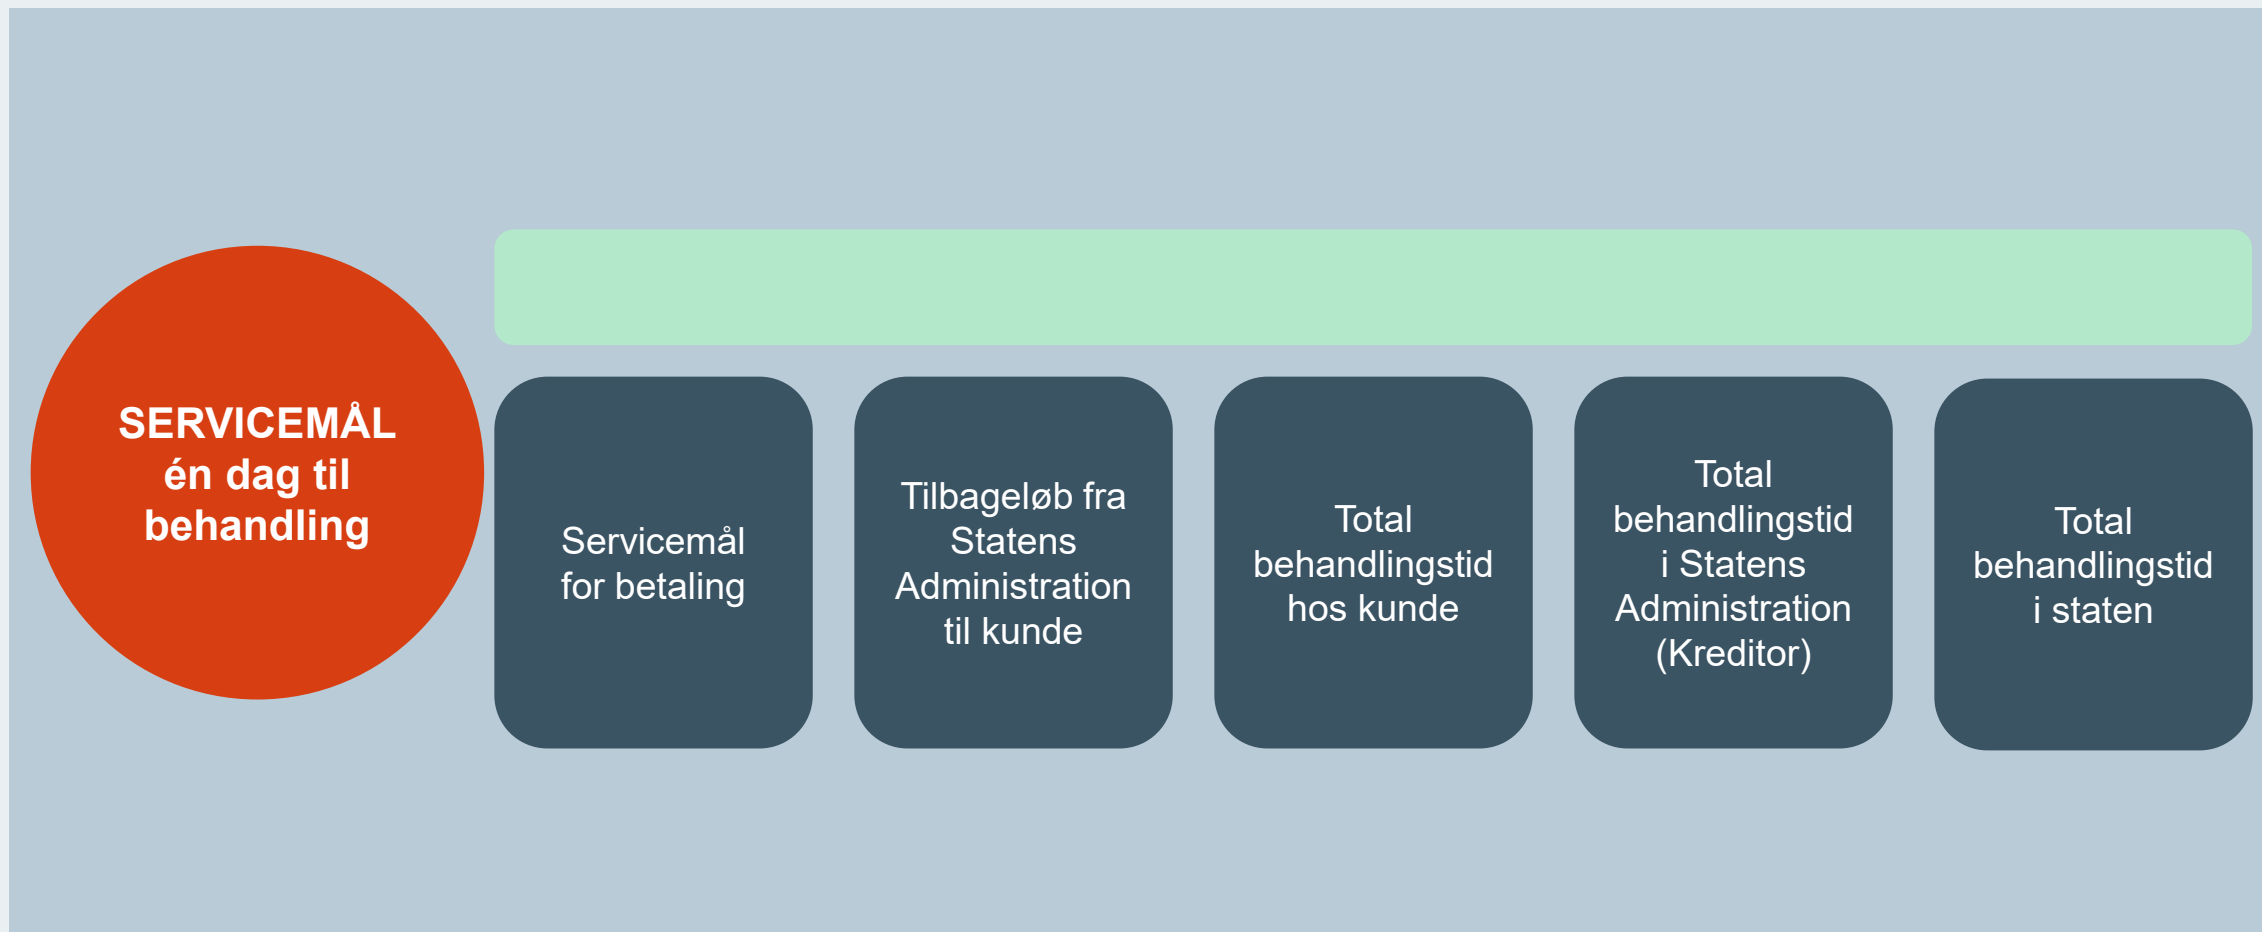 SERVICEMÅL
én dag til
behandling
Servicemål
for betaling
Tilbageløb fra
Statens
Administration
til kunde
Total
behandlingstid
hos kunde
Total
behandlingstid
i Statens
Administration
(Kreditor)
Total
behandlingstid
i staten